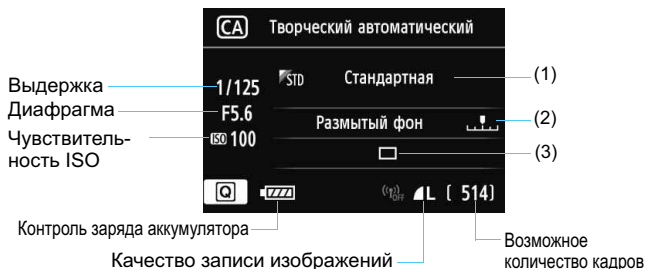 CA Творческий автоматический
Выдержка
1/125
STD Стандартная
(1)
Диафрагма
F5.6
Размытый фон
(2)
Чувствитель-
ность ISO
ISO 100
(3)
Q
OFF
L [ 514]
Контроль заряда аккумулятора
Качество записи изображений
Возможное
количество кадров